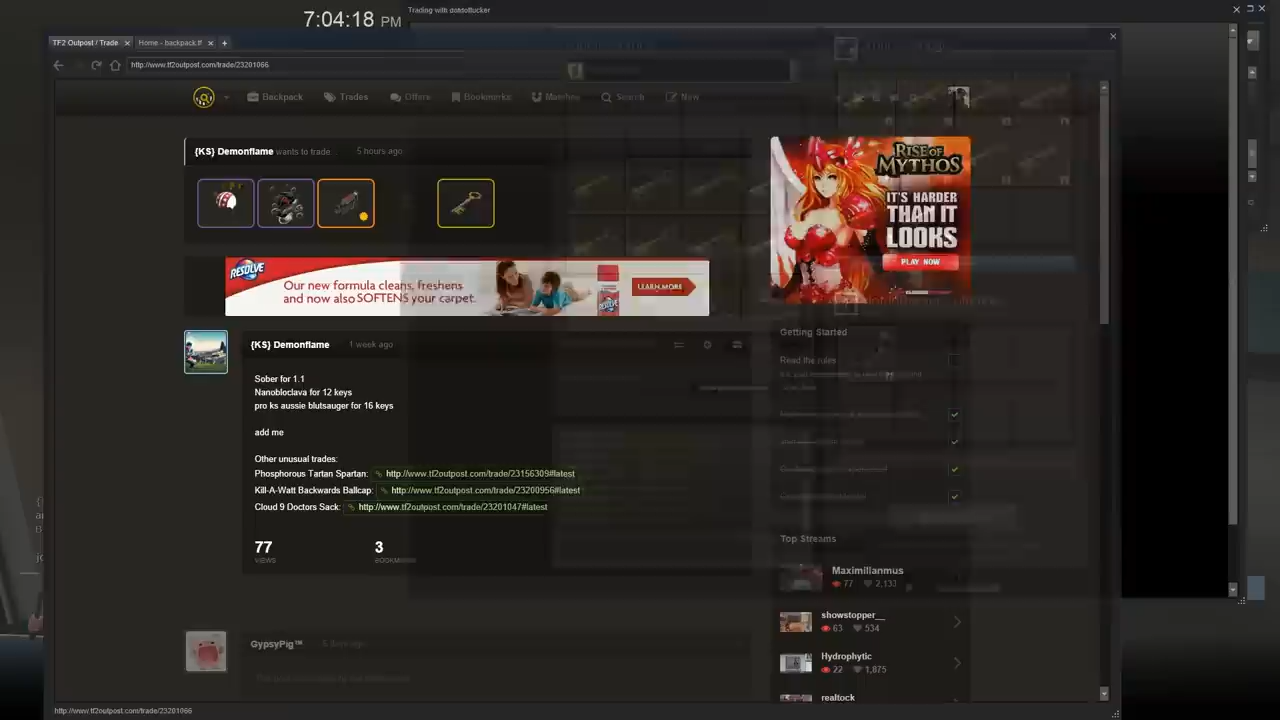 7:04:18 PM
Trading with
TF2 Outpost / Trade
Home - backpack.tf
http://www.tf2outpost.com/trade/23201066
Backpack
Trades
Offers
Bookmarks
Matches
Search
New
{KS} Demonflame wants to trade...
5 hours ago
RISE OF MYTHOS
IT'S HARDER
THAN IT
LOOKS
PLAY NOW
RESOLVE
Our new formula cleans, freshens
and now also SOFTENS your carpet.
LEARN MORE
{KS} Demonflame
1 week ago
Sober for 1.1
Nanobloclava for 12 keys
pro ks aussie blutsauger for 16 keys
add me
Other unusual trades:
Phosphorous Tartan Spartan: http://www.tf2outpost.com/trade/23156309#latest
Kill-A-Watt Backwards Ballcap: http://www.tf2outpost.com/trade/23200956#latest
Cloud 9 Doctors Sack: http://www.tf2outpost.com/trade/23201047#latest
77
VIEWS
3
Getting Started
Read the rules
Top Streams
Maximilianmus
77 2,133
showstopper__
63 534
Hydrophytic
22 1,875
realtock
GypsyPig™
5 days ago
http://www.tf2outpost.com/trade/23201066